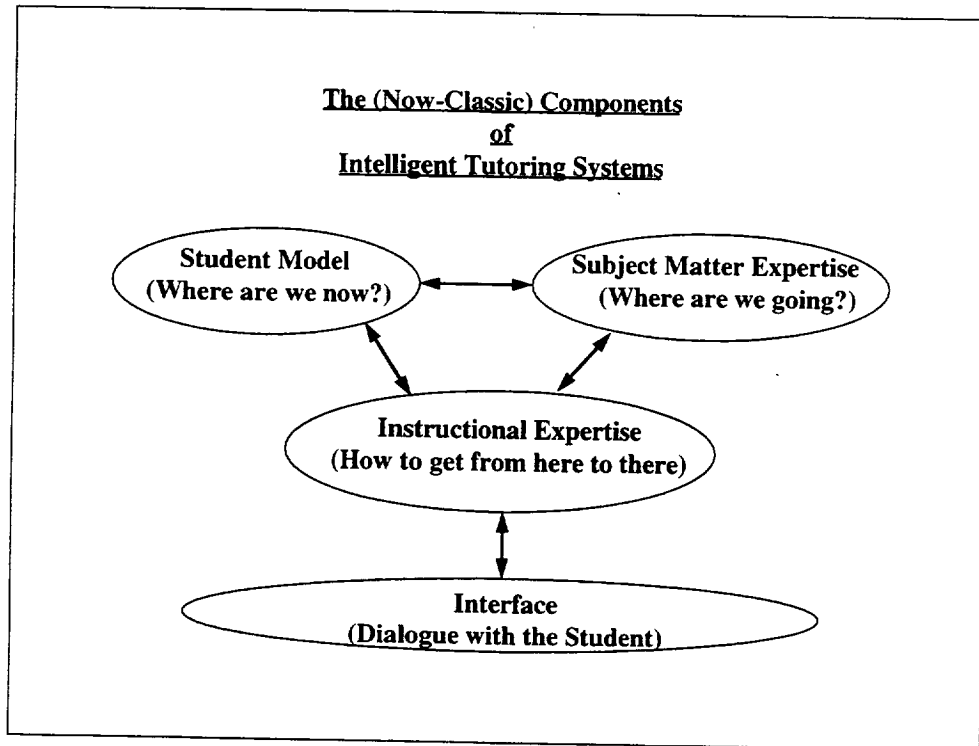 The (Now-Classic) Components
of
Intelligent Tutoring Systems
Student Model
(Where are we now?)
Subject Matter Expertise
(Where are we going?)
Instructional Expertise
(How to get from here to there)
Interface
(Dialogue with the Student)